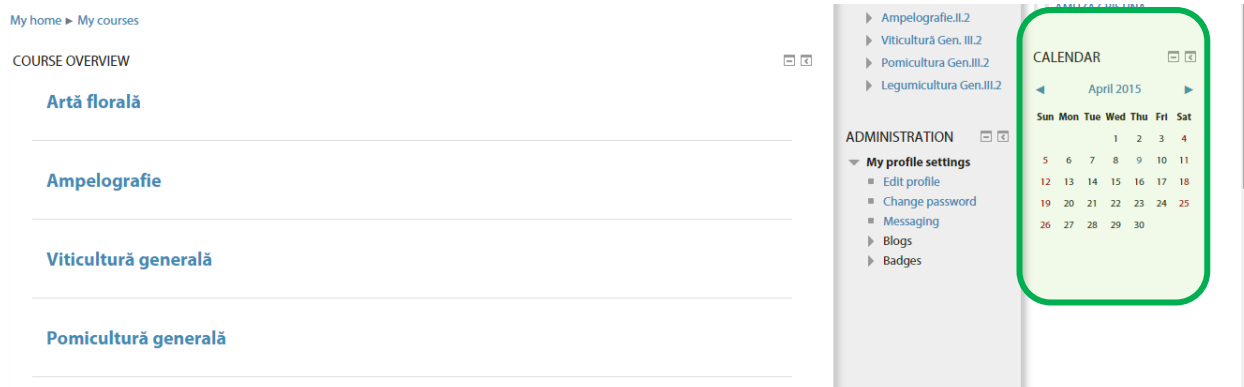 My home ► My courses
COURSE OVERVIEW
Artă florală
Ampelografie
Viticultură generală
Pomicultură generală
Ampelografie.II.2
Viticultură Gen. III.2
Pomicultura Gen.III.2
Legumicultura Gen.III.2
ADMINISTRATION
My profile settings
Edit profile
Change password
Messaging
Blogs
Badges
CALENDAR
◄ April 2015 ►
Sun Mon Tue Wed Thu Fri Sat
1 2 3 4
5 6 7 8 9 10 11
12 13 14 15 16 17 18
19 20 21 22 23 24 25
26 27 28 29 30